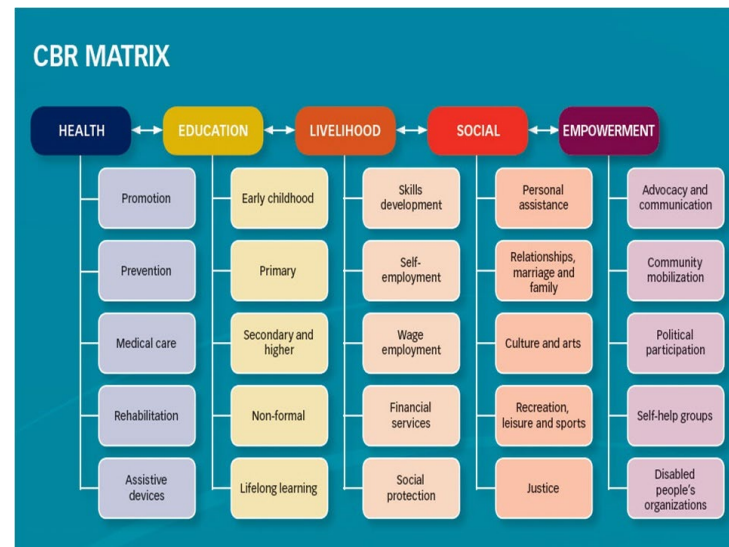 CBR MATRIX
HEALTH
EDUCATION
LIVELIHOOD
SOCIAL
EMPOWERMENT
Promotion
Prevention
Medical care
Rehabilitation
Assistive
devices
Early childhood
Primary
Secondary and
higher
Non-formal
Lifelong learning
Skills
development
Self-
employment
Wage
employment
Financial
services
Social
protection
Personal
assistance
Relationships,
marriage and
family
Culture and arts
Recreation,
leisure and sports
Justice
Advocacy and
communication
Community
mobilization
Political
participation
Self-help groups
Disabled
people's
organizations